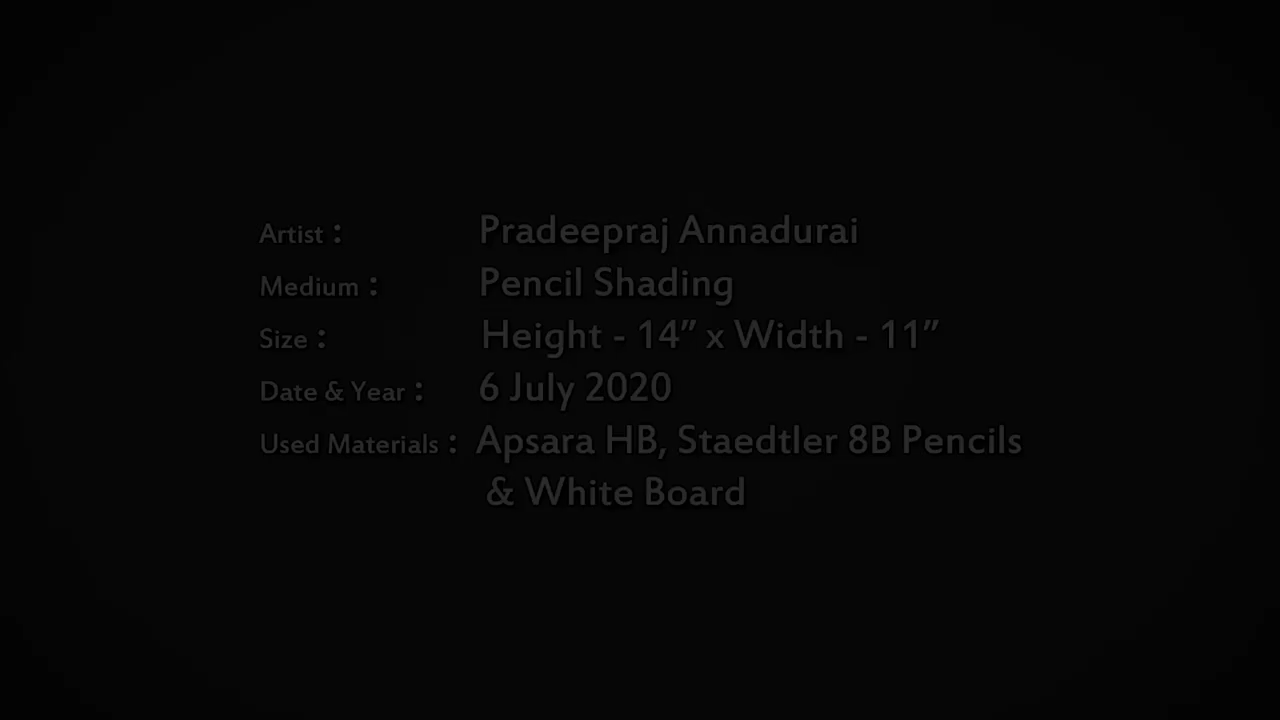 Artist : Pradeepraj Annadurai
Medium : Pencil Shading
Size : Height - 14” x Width - 11”
Date & Year : 6 July 2020
Used Materials : Apsara HB, Staedtler 8B Pencils
& White Board